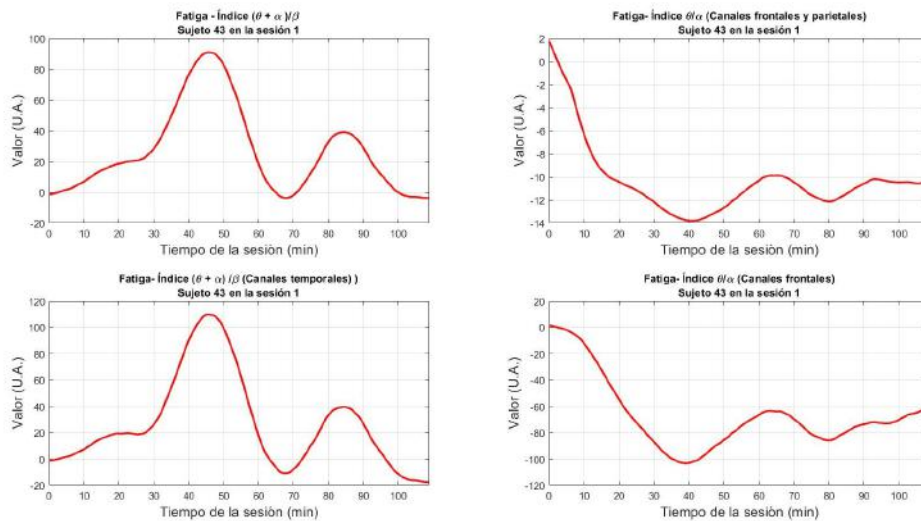 Fatiga - Índice (θ + α )/β
Sujeto 43 en la sesión 1
Valor (U.A.)
100
80
60
40
20
0
-20
0 10 20 30 40 50 60 70 80 90 100
Tiempo de la sesiòn (min)
Fatiga- Índice θ/α (Canales frontales y parietales)
Sujeto 43 en la sesión 1
Valor (U.A.)
2
0
-2
-4
-6
-8
-10
-12
-14
0 10 20 30 40 50 60 70 80 90 100
Tiempo de la sesiòn (min)
Fatiga- Índice (θ + α) /β (Canales temporales) )
Sujeto 43 en la sesión 1
Valor (U.A.)
120
100
80
60
40
20
0
-20
0 10 20 30 40 50 60 70 80 90 100
Tiempo de la sesiòn (min)
Fatiga- Índice θ/α (Canales frontales)
Sujeto 43 en la sesión 1
Valor (U.A.)
20
0
-20
-40
-60
-80
-100
-120
0 10 20 30 40 50 60 70 80 90 100
Tiempo de la sesiòn (min)